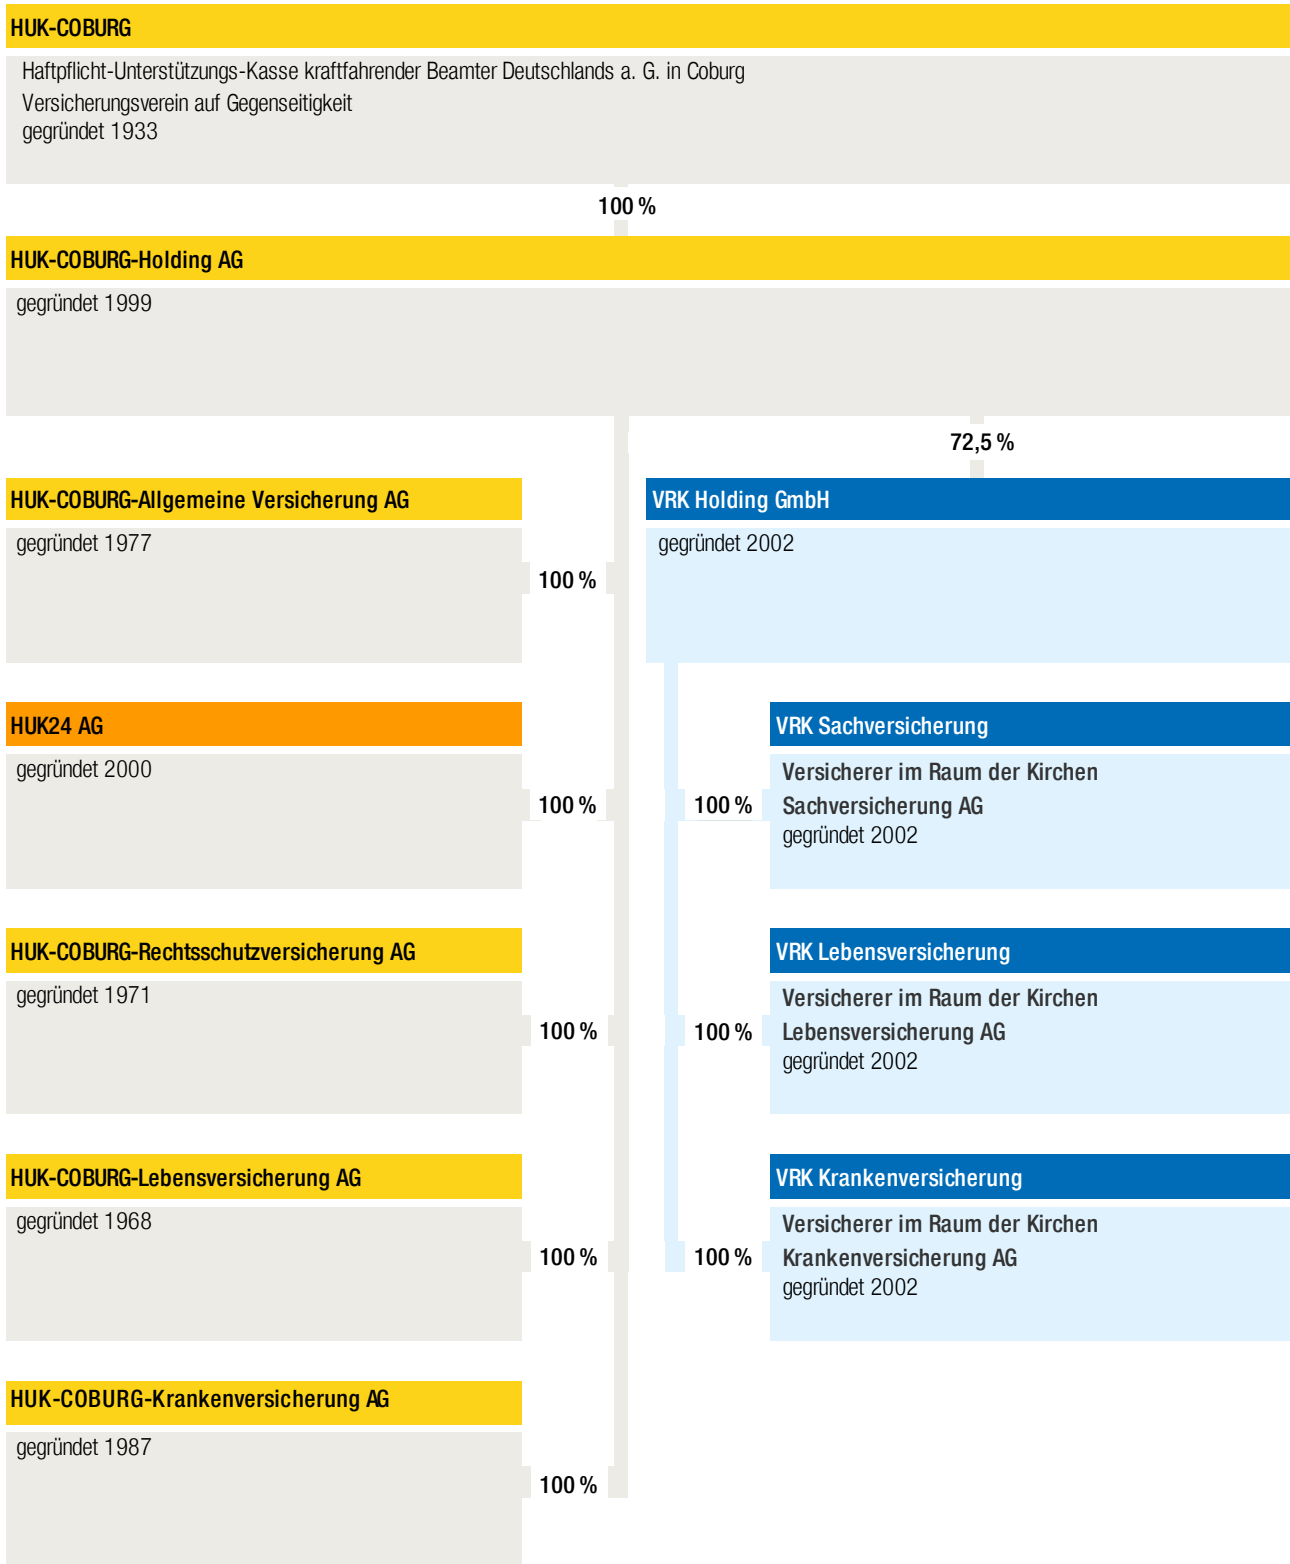 HUK-COBURG
Haftpflicht-Unterstützungs-Kasse kraftfahrender Beamter Deutschlands a. G. in Coburg
Versicherungsverein auf Gegenseitigkeit
gegründet 1933
100 %
HUK-COBURG-Holding AG
gegründet 1999
72,5 %
HUK-COBURG-Allgemeine Versicherung AG
gegründet 1977
100 %
VRK Holding GmbH
gegründet 2002
HUK24 AG
gegründet 2000
100 %
100 %
VRK Sachversicherung
Versicherer im Raum der Kirchen
Sachversicherung AG
gegründet 2002
HUK-COBURG-Rechtsschutzversicherung AG
gegründet 1971
100 %
100 %
VRK Lebensversicherung
Versicherer im Raum der Kirchen
Lebensversicherung AG
gegründet 2002
HUK-COBURG-Lebensversicherung AG
gegründet 1968
100 %
100 %
VRK Krankenversicherung
Versicherer im Raum der Kirchen
Krankenversicherung AG
gegründet 2002
HUK-COBURG-Krankenversicherung AG
gegründet 1987
100 %